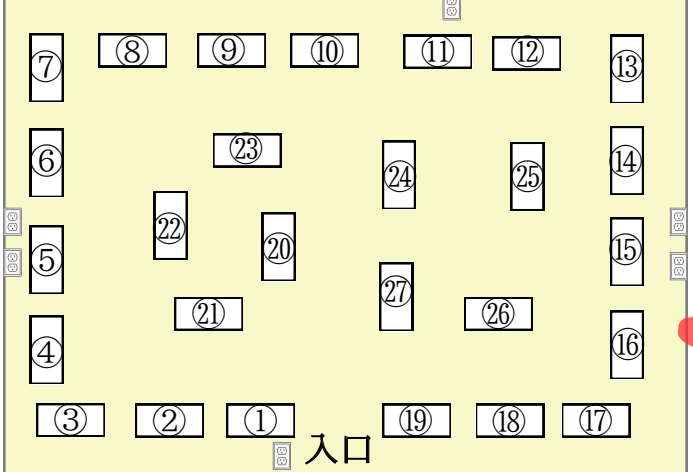 ⑦ ⑧ ⑨ ⑩ ⑪ ⑫ ⑬
⑥ ㉓ ㉔ ㉕ ⑭
⑤ ㉒ ⑳ ⑮
㉑ ㉗ ㉖
④ ⑯
③ ② ① ⑲ ⑱ ⑰
入口